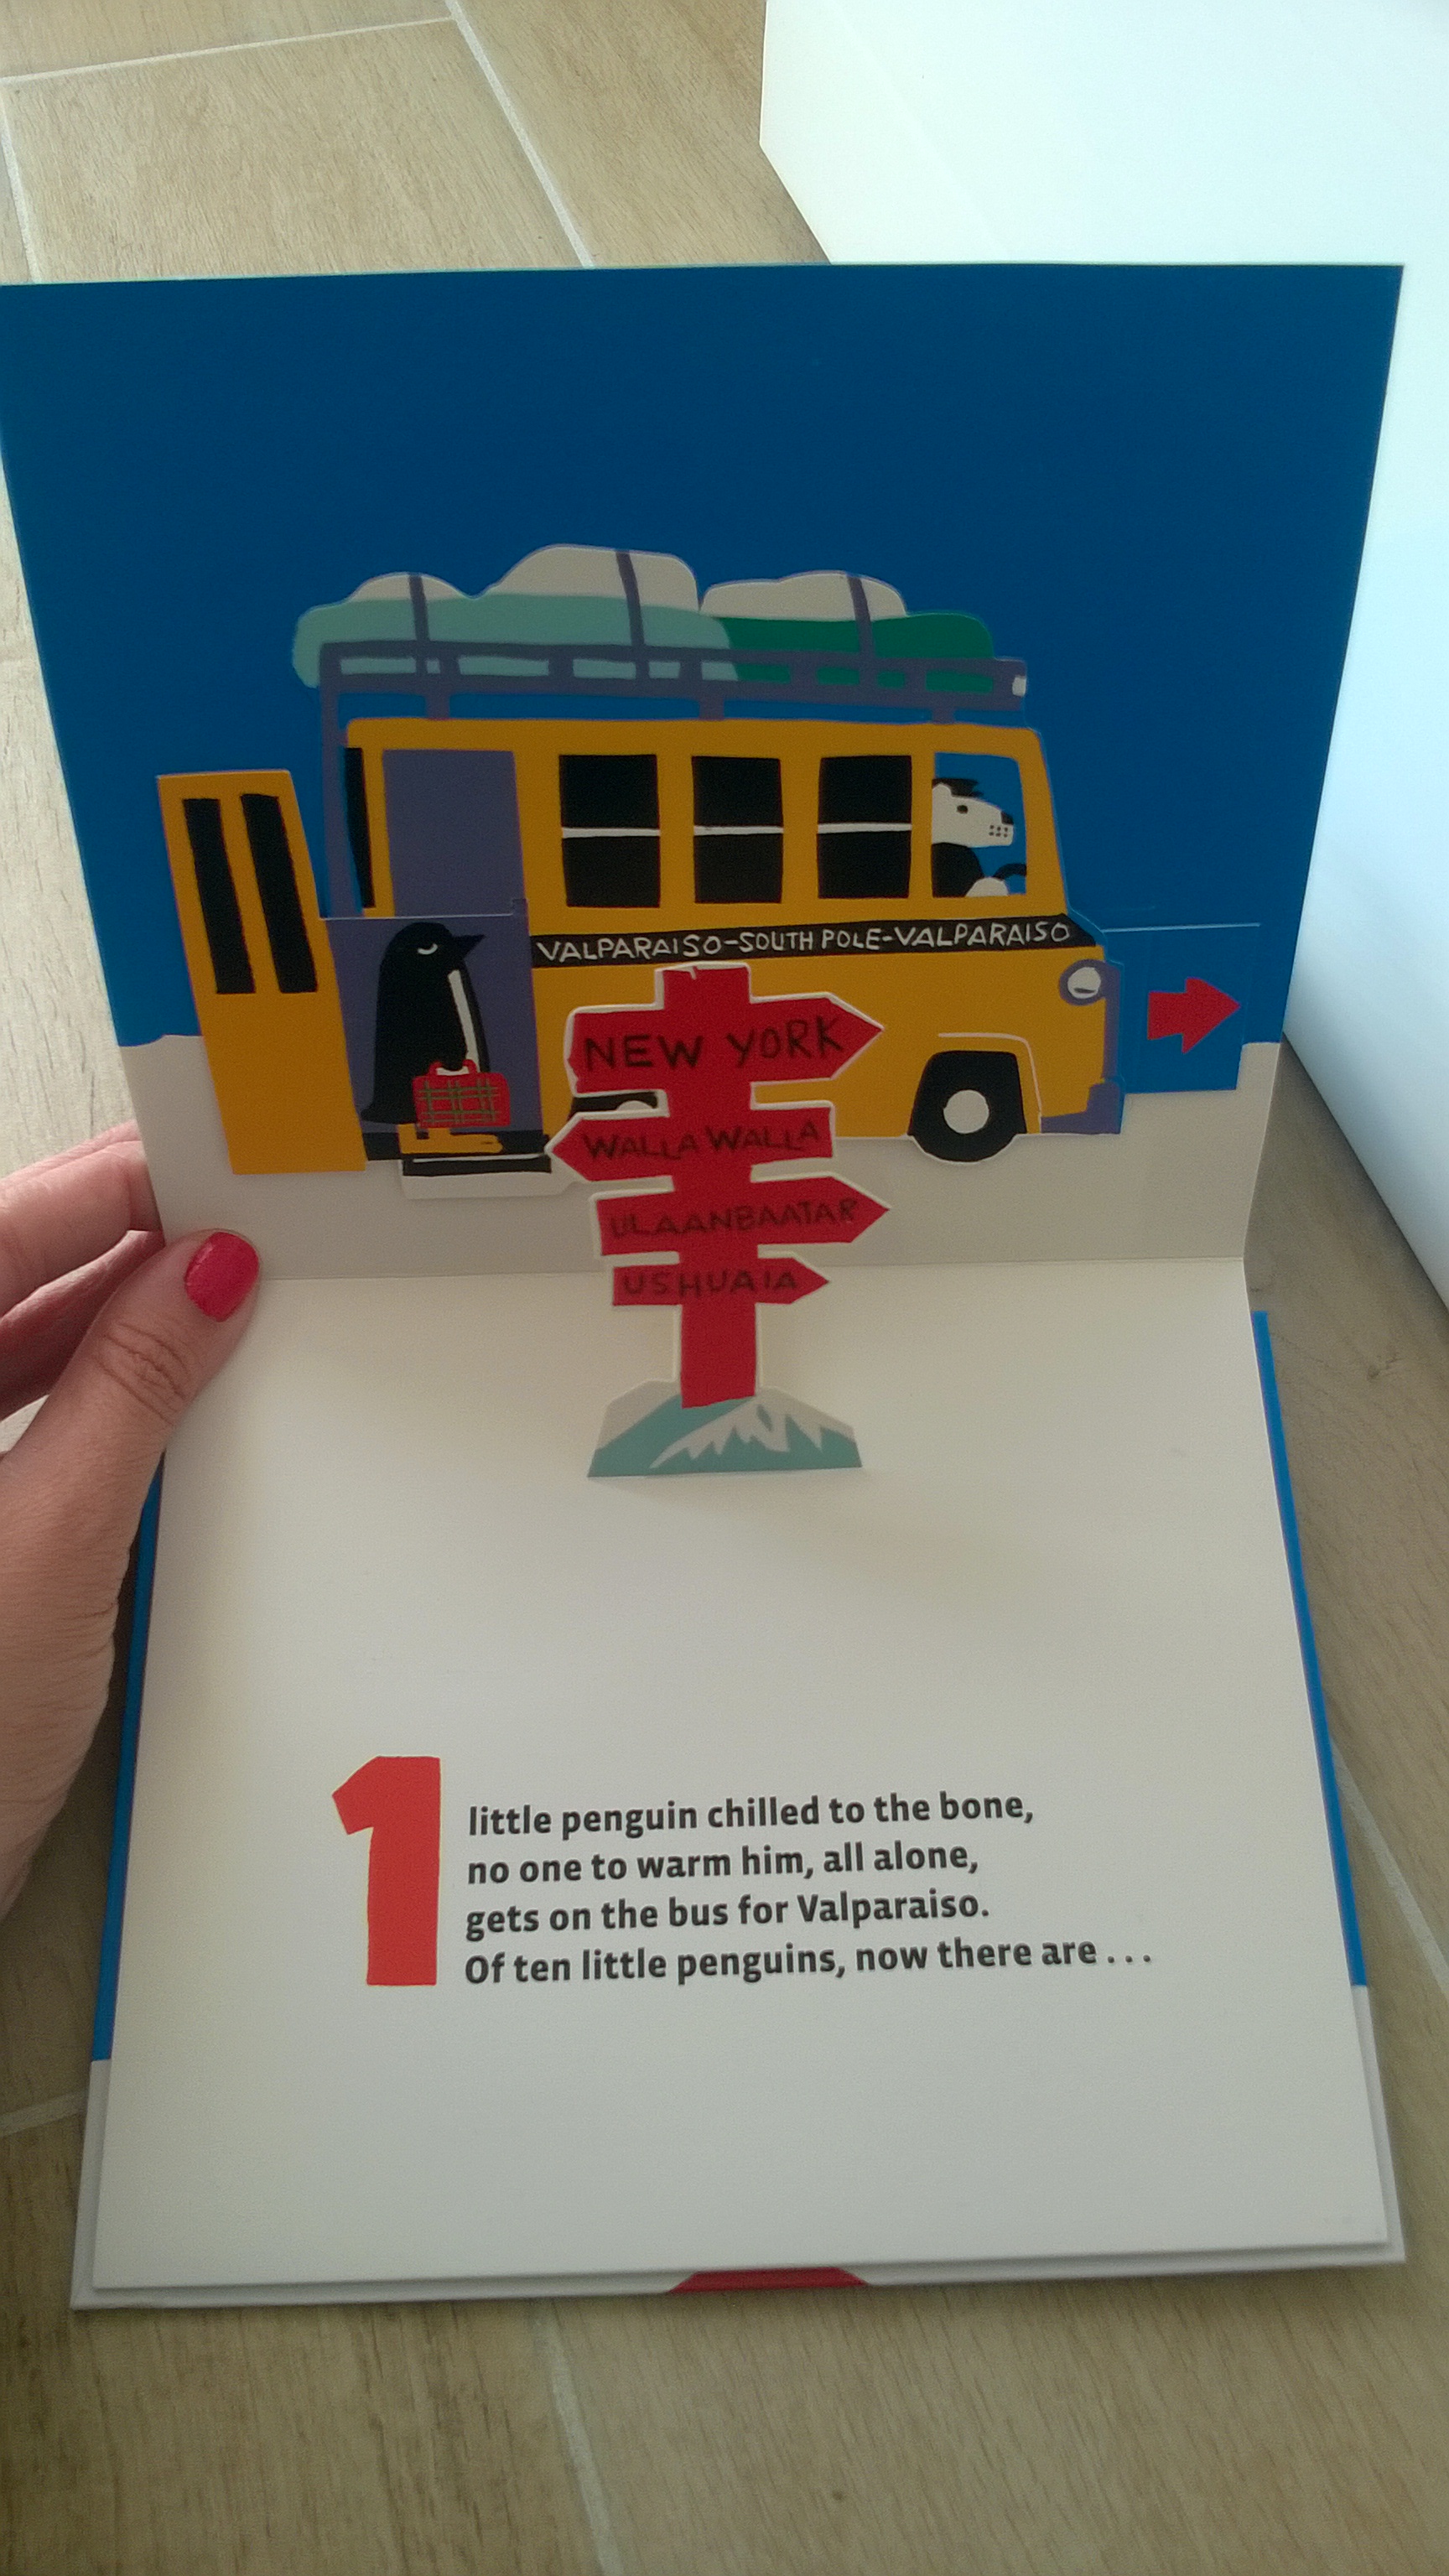 VALPARAISO-SOUTH POLE-VALPARAISO
NEW YORK
WALLA WALLA
ULAANBAATAR
USHUAIA
1
little penguin chilled to the bone,
no one to warm him, all alone,
gets on the bus for Valparaiso.
Of ten little penguins, now there are . . .